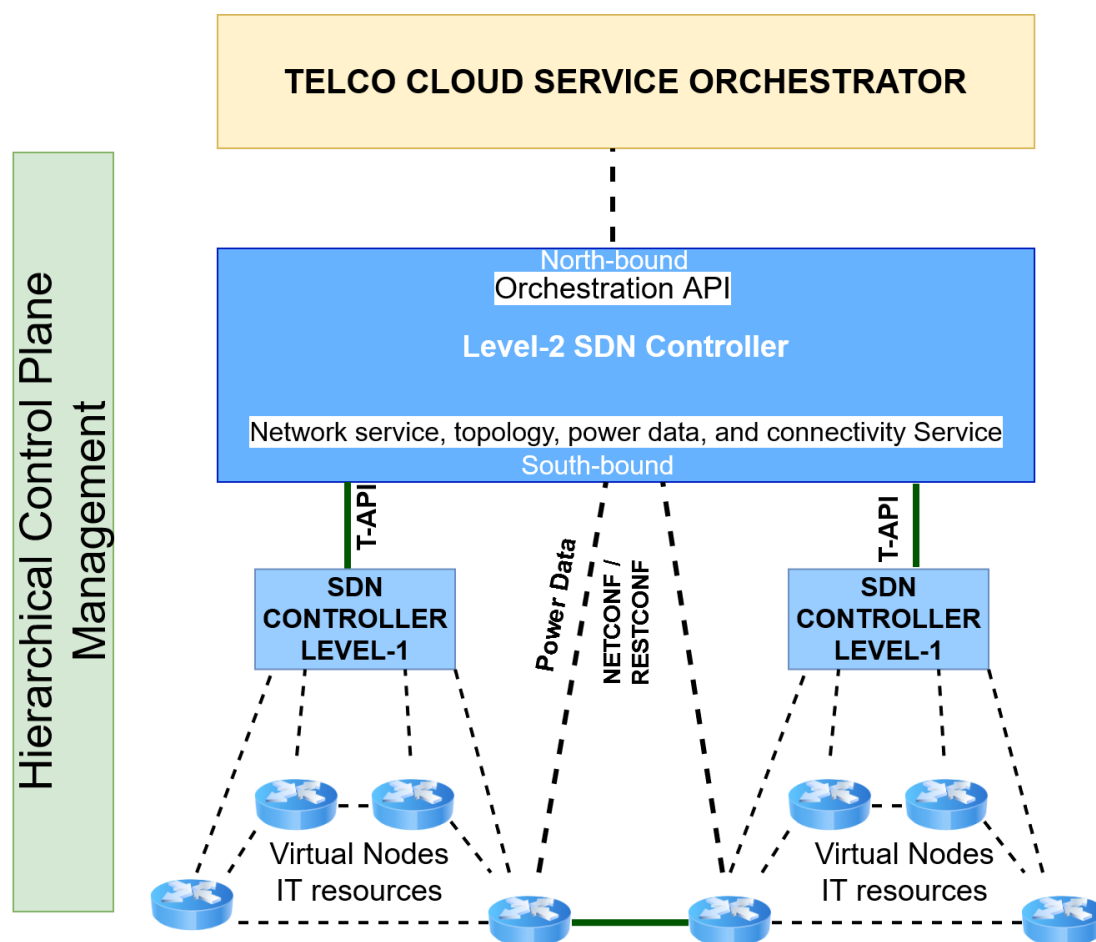 TELCO CLOUD SERVICE ORCHESTRATOR
Hierarchical Control Plane
Management
North-bound
Orchestration API
Level-2 SDN Controller
Network service, topology, power data, and connectivity Service
South-bound
T-API
T-API
Power Data
NETCONF /
RESTCONF
SDN
CONTROLLER
LEVEL-1
SDN
CONTROLLER
LEVEL-1
Virtual Nodes
IT resources
Virtual Nodes
IT resources